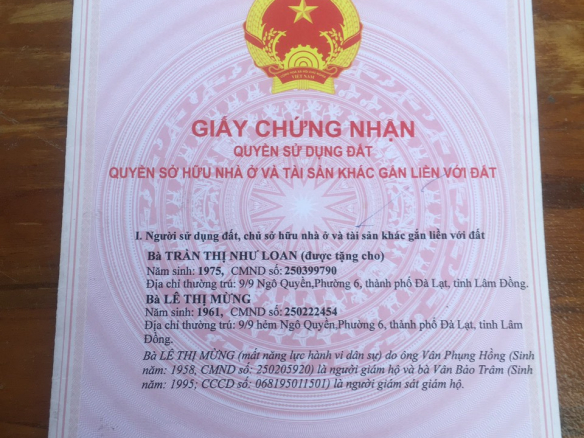 VIỆT NAM
GIẤY CHỨNG NHẬN
QUYỀN SỬ DỤNG ĐẤT
QUYỀN SỞ HỮU NHÀ Ở VÀ TÀI SẢN KHÁC GẮN LIỀN VỚI ĐẤT
I. Người sử dụng đất, chủ sở hữu nhà ở và tài sản khác gắn liền với đất
Bà TRẦN THỊ NHƯ LOAN (được tặng cho)
Năm sinh: 1975, CMND số: 250399790
Địa chỉ thường trú: 9/9 Ngô Quyền,Phường 6, thành phố Đà Lạt, tỉnh Lâm Đồng.
Bà LÊ THỊ MỪNG
Năm sinh: 1961, CMND số: 250222454
Địa chỉ thường trú: 9/9 hẻm Ngô Quyền,Phường 6, thành phố Đà Lạt, tỉnh Lâm
Đồng.
Bà LÊ THỊ MỪNG (mất năng lực hành vi dân sự) do ông Văn Phụng Hồng (Sinh
năm: 1958, CMND số: 250205920) là người giám hộ và bà Văn Bảo Trâm (Sinh
năm: 1995; CCCD số: 068195011501) là người giám sát giám hộ.